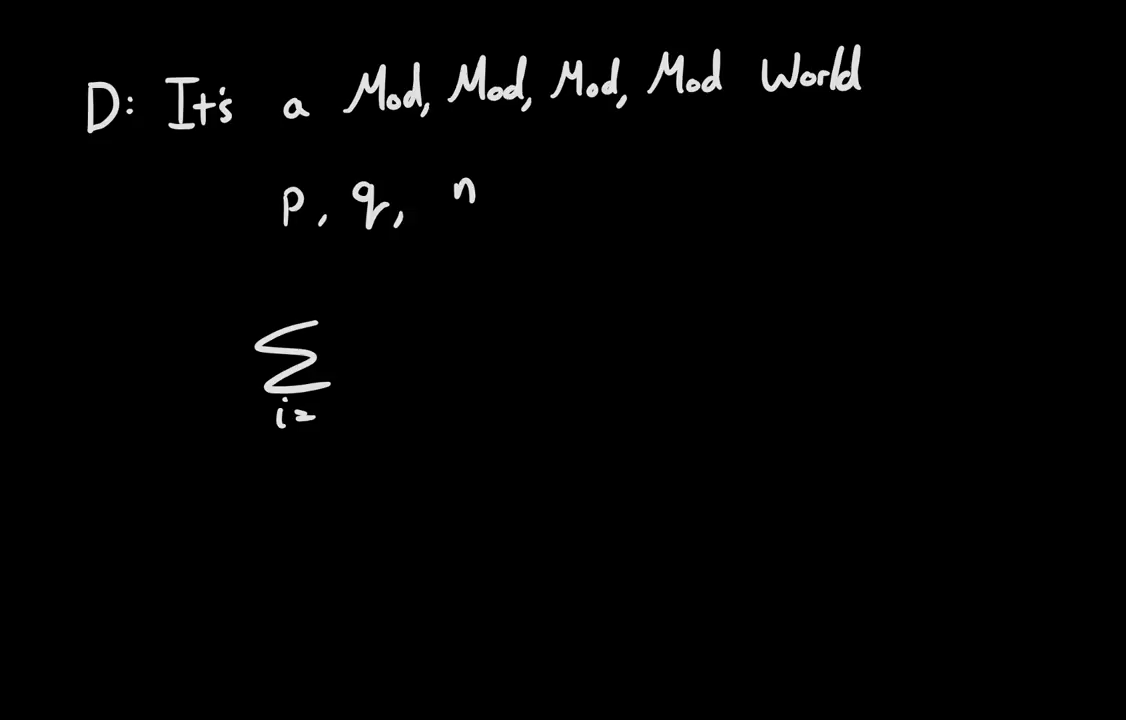 D: It's a Mod, Mod, Mod, Mod World
p, q, n
Σ
i=